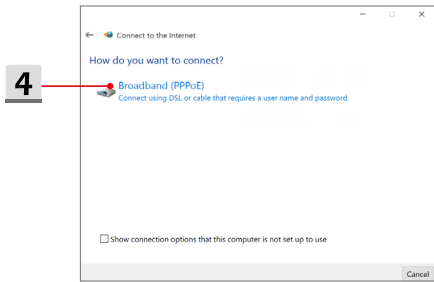 Connect to the Internet
How do you want to connect?
4
Broadband (PPPoE)
Connect using DSL or cable that requires a user name and password.
Show connection options that this computer is not set up to use
Cancel